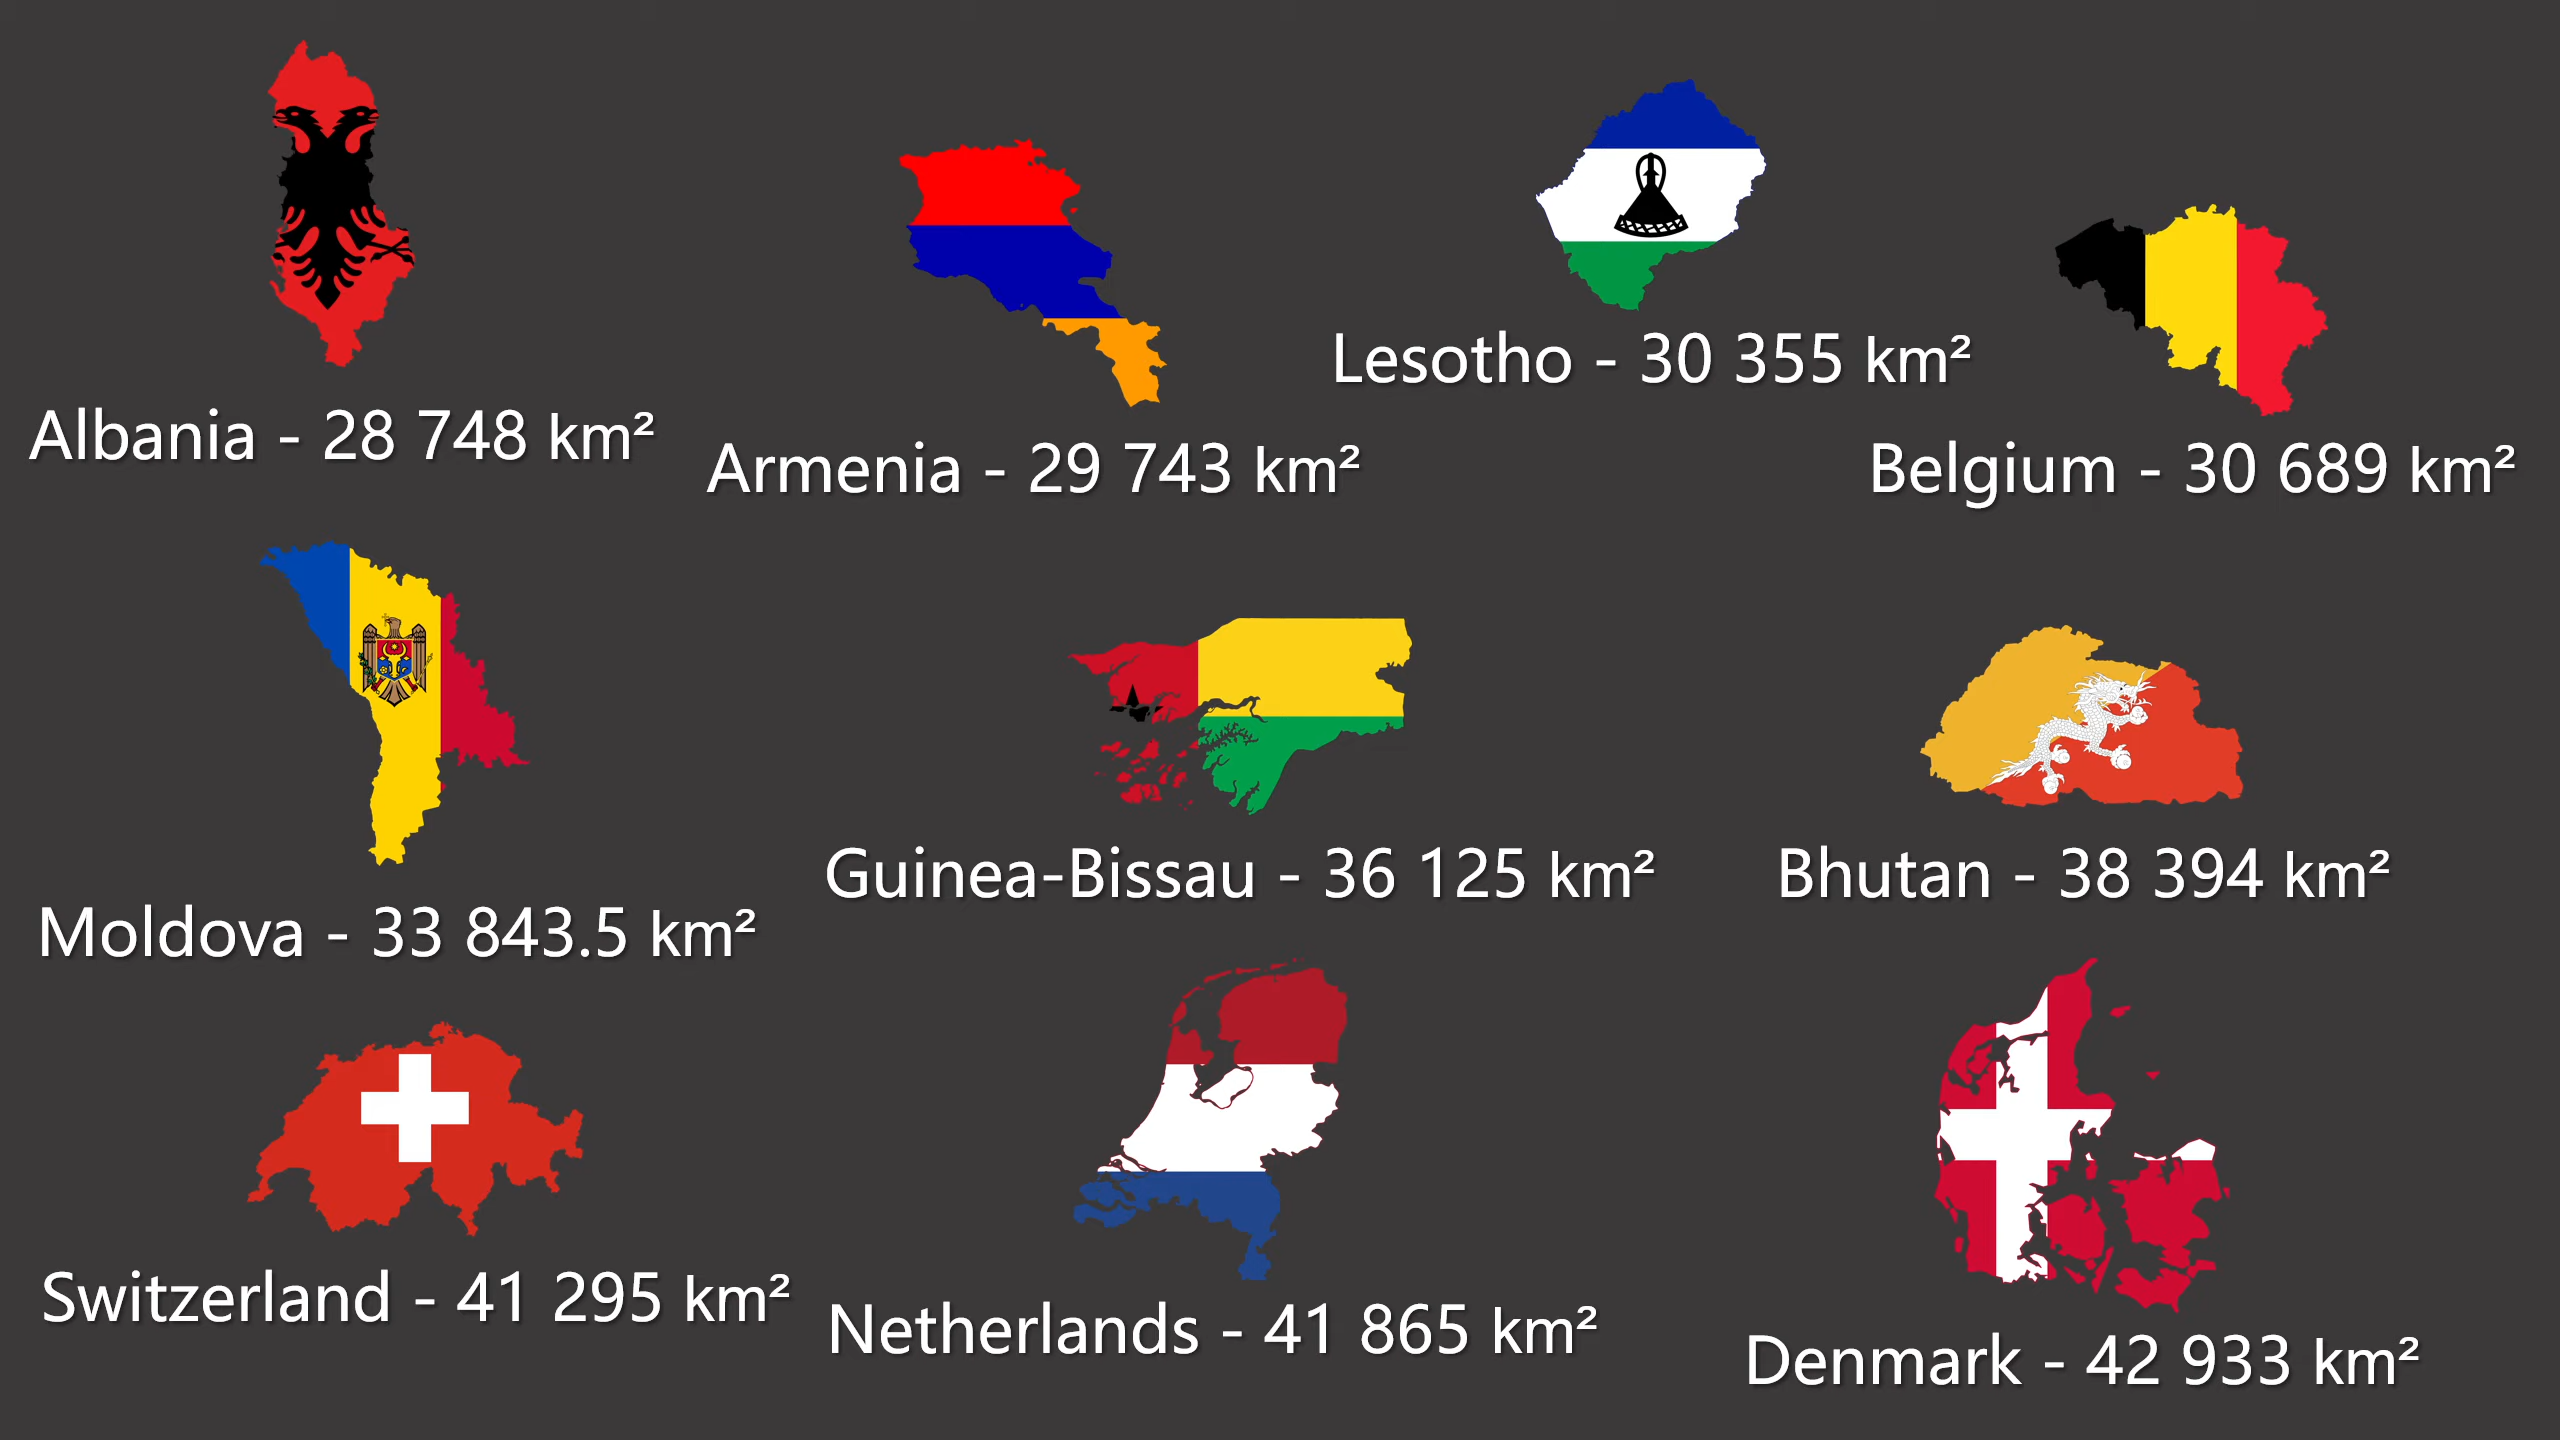 Albania - 28 748 km²
Armenia - 29 743 km²
Lesotho - 30 355 km²
Belgium - 30 689 km²
Moldova - 33 843.5 km²
Guinea-Bissau - 36 125 km²
Bhutan - 38 394 km²
Switzerland - 41 295 km²
Netherlands - 41 865 km²
Denmark - 42 933 km²